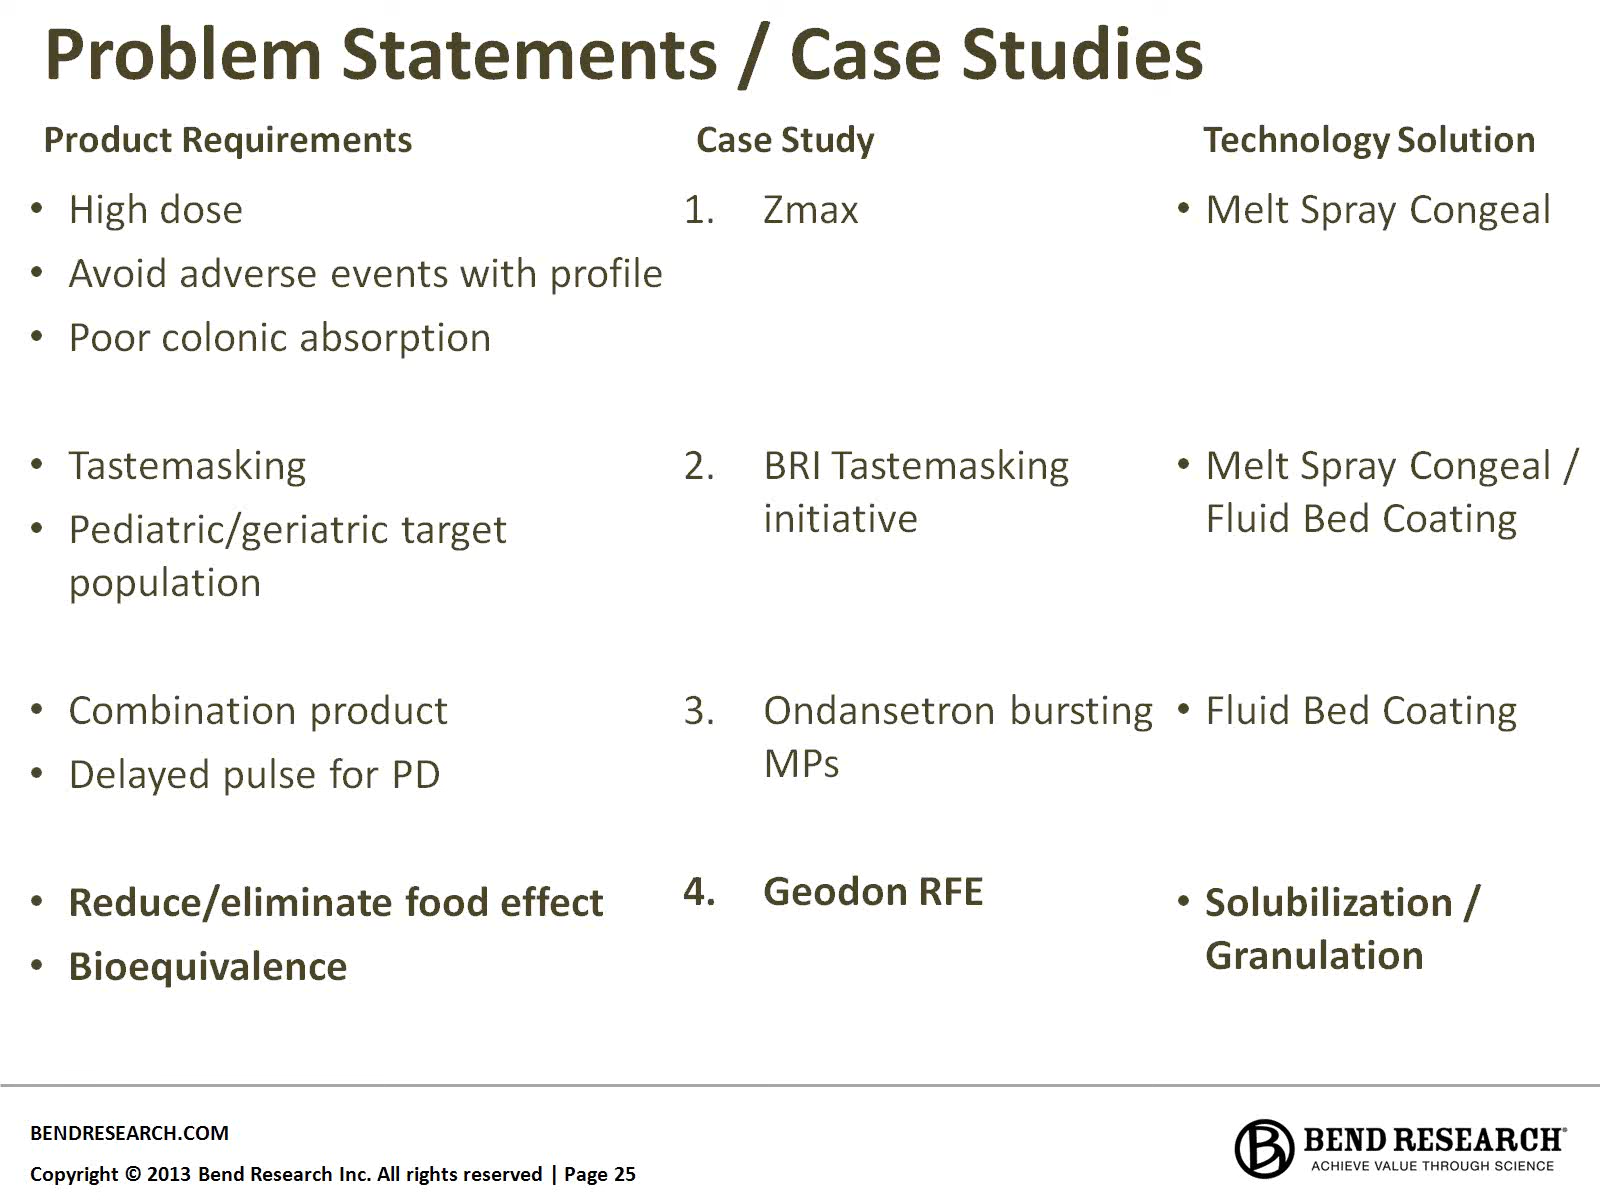 Problem Statements / Case Studies
Product Requirements
• High dose
• Avoid adverse events with profile
• Poor colonic absorption
• Tastemasking
• Pediatric/geriatric target
population
• Combination product
• Delayed pulse for PD
• Reduce/eliminate food effect
• Bioequivalence
Case Study
1. Zmax
2. BRI Tastemasking
initiative
3. Ondansetron bursting
MPs
4. Geodon RFE
Technology Solution
• Melt Spray Congeal
• Melt Spray Congeal /
Fluid Bed Coating
• Fluid Bed Coating
• Solubilization /
Granulation
BENDRESEARCH.COM
Copyright © 2013 Bend Research Inc. All rights reserved | Page 25
B BEND RESEARCH®
ACHIEVE VALUE THROUGH SCIENCE